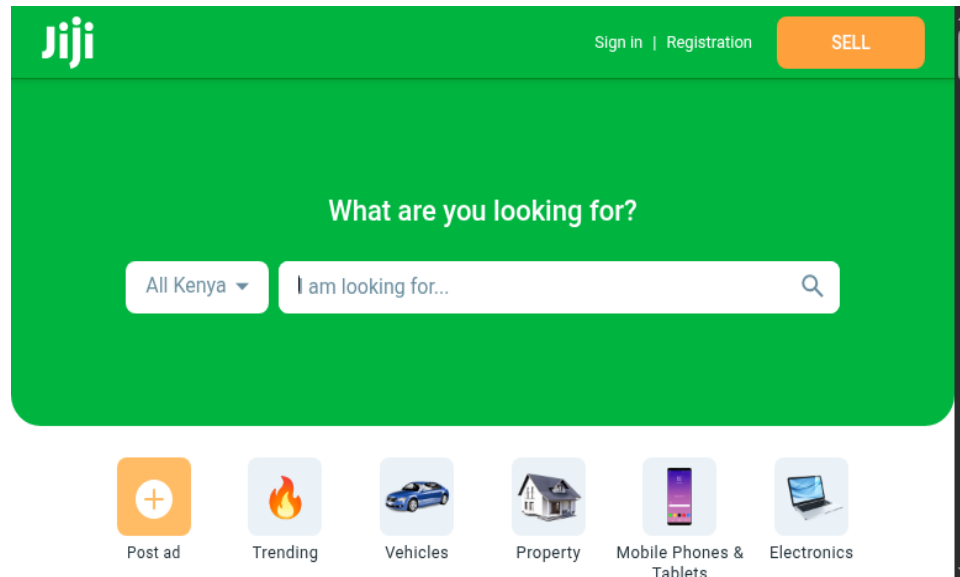 Jiji
Sign in | Registration
SELL
What are you looking for?
All Kenya
I am looking for...
Post ad
Trending
Vehicles
Property
Mobile Phones &
Tablets
Electronics